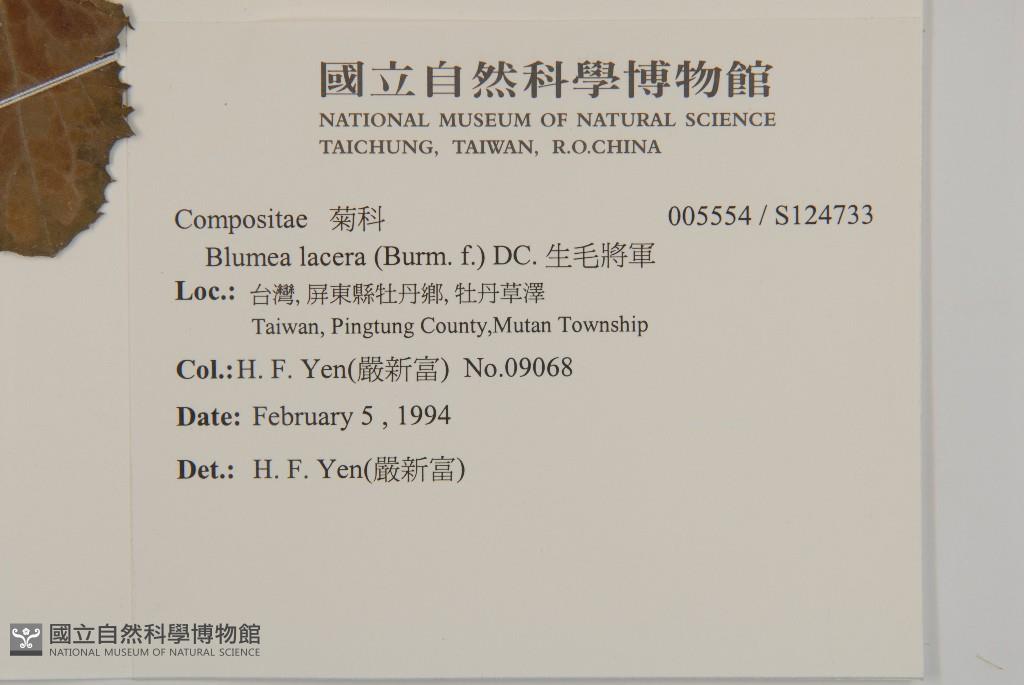 國立自然科學博物館
NATIONAL MUSEUM OF NATURAL SCIENCE
TAICHUNG, TAIWAN, R.O.CHINA
Compositae 菊科 005554 / S124733
Blumea lacera (Burm. f.) DC. 生毛將軍
Loc.: 台灣, 屏東縣牡丹鄉, 牡丹草澤
Taiwan, Pingtung County,Mutan Township
Col.:H. F. Yen(嚴新富) No.09068
Date: February 5 , 1994
Det.: H. F. Yen(嚴新富)
國立自然科學博物館
NATIONAL MUSEUM OF NATURAL SCIENCE